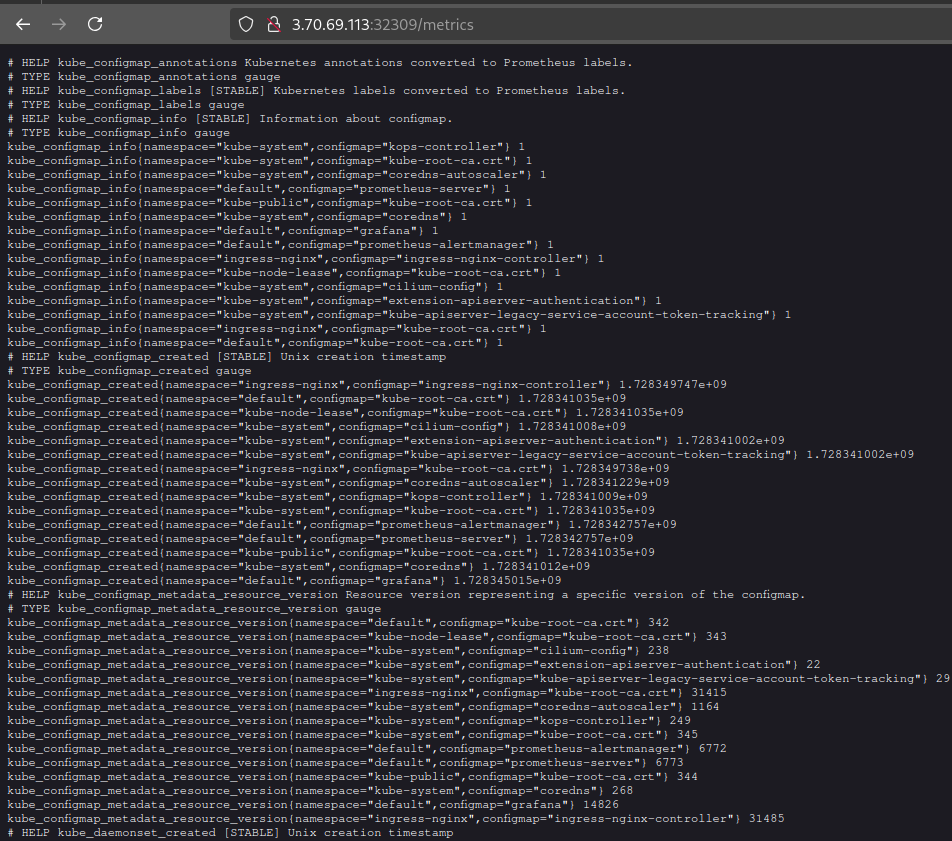 3.70.69.113:32309/metrics
# HELP kube_configmap_annotations Kubernetes annotations converted to Prometheus labels.
# TYPE kube_configmap_annotations gauge
# HELP kube_configmap_labels [STABLE] Kubernetes labels converted to Prometheus labels.
# TYPE kube_configmap_labels gauge
# HELP kube_configmap_info [STABLE] Information about configmap.
# TYPE kube_configmap_info gauge
kube_configmap_info{namespace="kube-system",configmap="kops-controller"} 1
kube_configmap_info{namespace="kube-system",configmap="kube-root-ca.crt"} 1
kube_configmap_info{namespace="kube-system",configmap="coredns-autoscaler"} 1
kube_configmap_info{namespace="default",configmap="prometheus-server"} 1
kube_configmap_info{namespace="kube-public",configmap="kube-root-ca.crt"} 1
kube_configmap_info{namespace="kube-system",configmap="coredns"} 1
kube_configmap_info{namespace="default",configmap="grafana"} 1
kube_configmap_info{namespace="default",configmap="prometheus-alertmanager"} 1
kube_configmap_info{namespace="ingress-nginx",configmap="ingress-nginx-controller"} 1
kube_configmap_info{namespace="kube-node-lease",configmap="kube-root-ca.crt"} 1
kube_configmap_info{namespace="kube-system",configmap="cilium-config"} 1
kube_configmap_info{namespace="kube-system",configmap="extension-apiserver-authentication"} 1
kube_configmap_info{namespace="kube-system",configmap="kube-apiserver-legacy-service-account-token-tracking"} 1
kube_configmap_info{namespace="ingress-nginx",configmap="kube-root-ca.crt"} 1
kube_configmap_info{namespace="default",configmap="kube-root-ca.crt"} 1
# HELP kube_configmap_created [STABLE] Unix creation timestamp
# TYPE kube_configmap_created gauge
kube_configmap_created{namespace="ingress-nginx",configmap="ingress-nginx-controller"} 1.728349747e+09
kube_configmap_created{namespace="default",configmap="kube-root-ca.crt"} 1.728341035e+09
kube_configmap_created{namespace="kube-node-lease",configmap="kube-root-ca.crt"} 1.728341035e+09
kube_configmap_created{namespace="kube-system",configmap="cilium-config"} 1.728341008e+09
kube_configmap_created{namespace="kube-system",configmap="extension-apiserver-authentication"} 1.728341002e+09
kube_configmap_created{namespace="kube-system",configmap="kube-apiserver-legacy-service-account-token-tracking"} 1.728341002e+09
kube_configmap_created{namespace="ingress-nginx",configmap="kube-root-ca.crt"} 1.728349738e+09
kube_configmap_created{namespace="kube-system",configmap="coredns-autoscaler"} 1.728341229e+09
kube_configmap_created{namespace="kube-system",configmap="kops-controller"} 1.728341009e+09
kube_configmap_created{namespace="kube-system",configmap="kube-root-ca.crt"} 1.728341035e+09
kube_configmap_created{namespace="default",configmap="prometheus-alertmanager"} 1.728342757e+09
kube_configmap_created{namespace="default",configmap="prometheus-server"} 1.728342757e+09
kube_configmap_created{namespace="kube-public",configmap="kube-root-ca.crt"} 1.728341035e+09
kube_configmap_created{namespace="kube-system",configmap="coredns"} 1.728341012e+09
kube_configmap_created{namespace="default",configmap="grafana"} 1.728345015e+09
# HELP kube_configmap_metadata_resource_version Resource version representing a specific version of the configmap.
# TYPE kube_configmap_metadata_resource_version gauge
kube_configmap_metadata_resource_version{namespace="default",configmap="kube-root-ca.crt"} 342
kube_configmap_metadata_resource_version{namespace="kube-node-lease",configmap="kube-root-ca.crt"} 343
kube_configmap_metadata_resource_version{namespace="kube-system",configmap="cilium-config"} 238
kube_configmap_metadata_resource_version{namespace="kube-system",configmap="extension-apiserver-authentication"} 22
kube_configmap_metadata_resource_version{namespace="kube-system",configmap="kube-apiserver-legacy-service-account-token-tracking"} 29
kube_configmap_metadata_resource_version{namespace="ingress-nginx",configmap="kube-root-ca.crt"} 31415
kube_configmap_metadata_resource_version{namespace="kube-system",configmap="coredns-autoscaler"} 1164
kube_configmap_metadata_resource_version{namespace="kube-system",configmap="kops-controller"} 249
kube_configmap_metadata_resource_version{namespace="kube-system",configmap="kube-root-ca.crt"} 345
kube_configmap_metadata_resource_version{namespace="default",configmap="prometheus-alertmanager"} 6772
kube_configmap_metadata_resource_version{namespace="default",configmap="prometheus-server"} 6773
kube_configmap_metadata_resource_version{namespace="kube-public",configmap="kube-root-ca.crt"} 344
kube_configmap_metadata_resource_version{namespace="kube-system",configmap="coredns"} 268
kube_configmap_metadata_resource_version{namespace="default",configmap="grafana"} 14826
kube_configmap_metadata_resource_version{namespace="ingress-nginx",configmap="ingress-nginx-controller"} 31485
# HELP kube_daemonset_created [STABLE] Unix creation timestamp